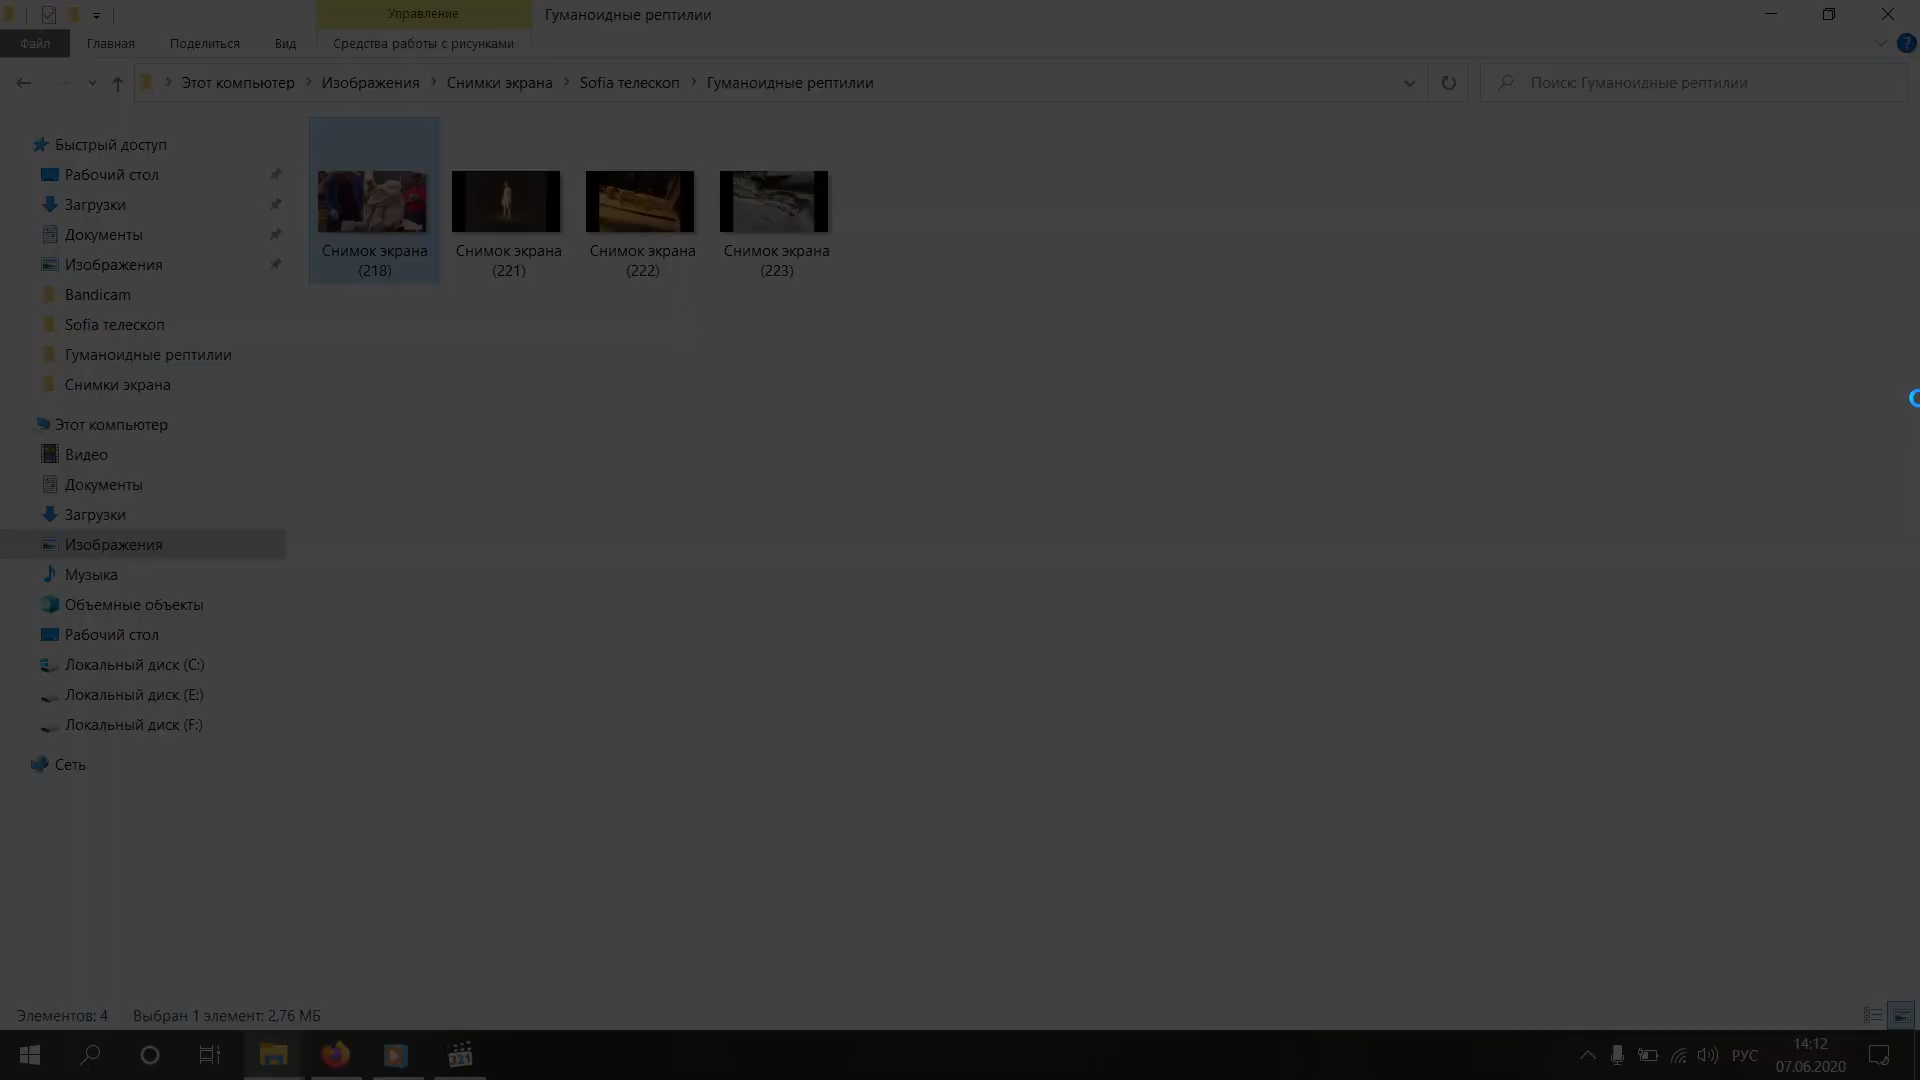 Управление
Гуманоидные рептилии
Файл
Главная
Поделиться
Вид
Средства работы с рисунками
Этот компьютер
Изображения
Снимки экрана
Sofia телескоп
Гуманоидные рептилии
Поиск: Гуманоидные рептилии
Быстрый доступ
Рабочий стол
Загрузки
Документы
Изображения
Bandicam
Sofia телескоп
Гуманоидные рептилии
Снимки экрана
Этот компьютер
Видео
Документы
Загрузки
Изображения
Музыка
Объемные объекты
Рабочий стол
Локальный диск (C:)
Локальный диск (E:)
Локальный диск (F:)
Сеть
Снимок экрана
(218)
Снимок экрана
(221)
Снимок экрана
(222)
Снимок экрана
(223)
Элементов: 4
Выбран 1 элемент: 2,76 МБ
321
РУС
14:12
07.06.2020